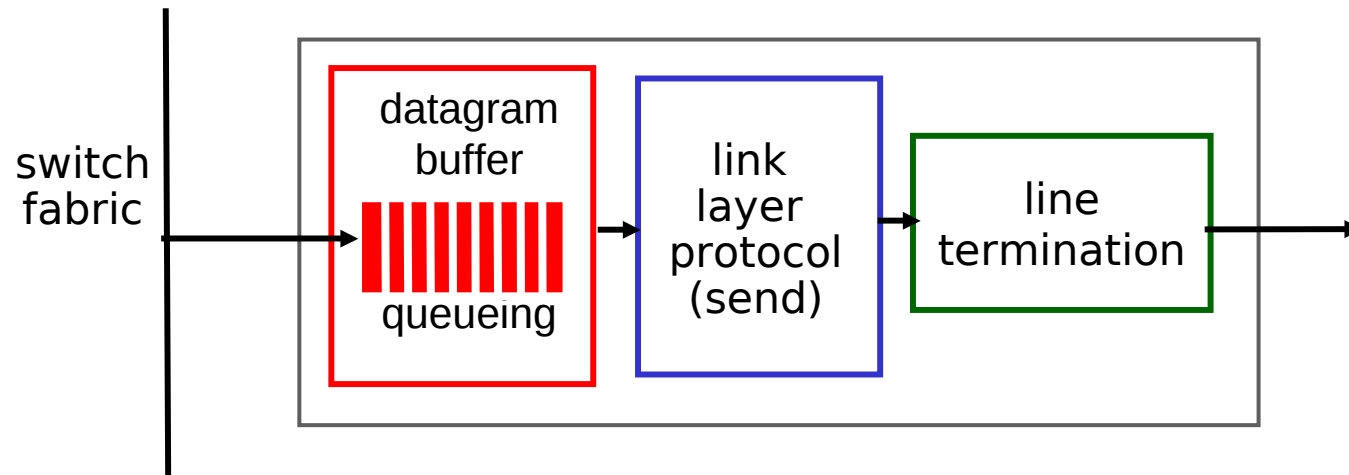 switch
fabric
datagram
buffer
queueing
link
layer
protocol
(send)
line
termination